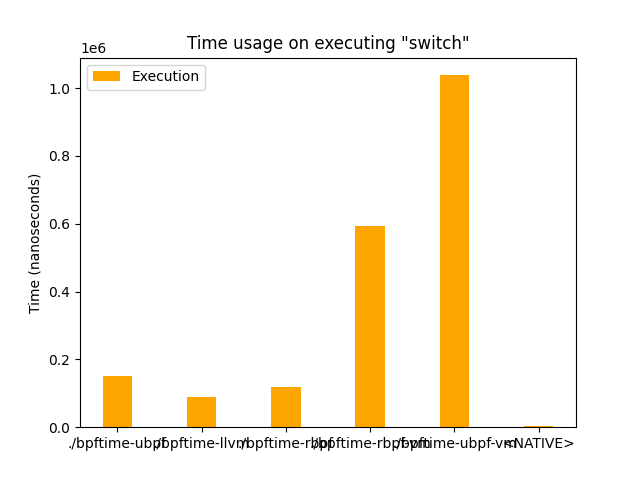 Time usage on executing "switch"
1e6
Execution
Time (nanoseconds)
1.0
0.8
0.6
0.4
0.2
0.0
./bpftime-ubpf ./bpftime-llvm ./bpftime-rbpf ./bpftime-rbpf-vm ./bpftime-ubpf-vm <NATIVE>